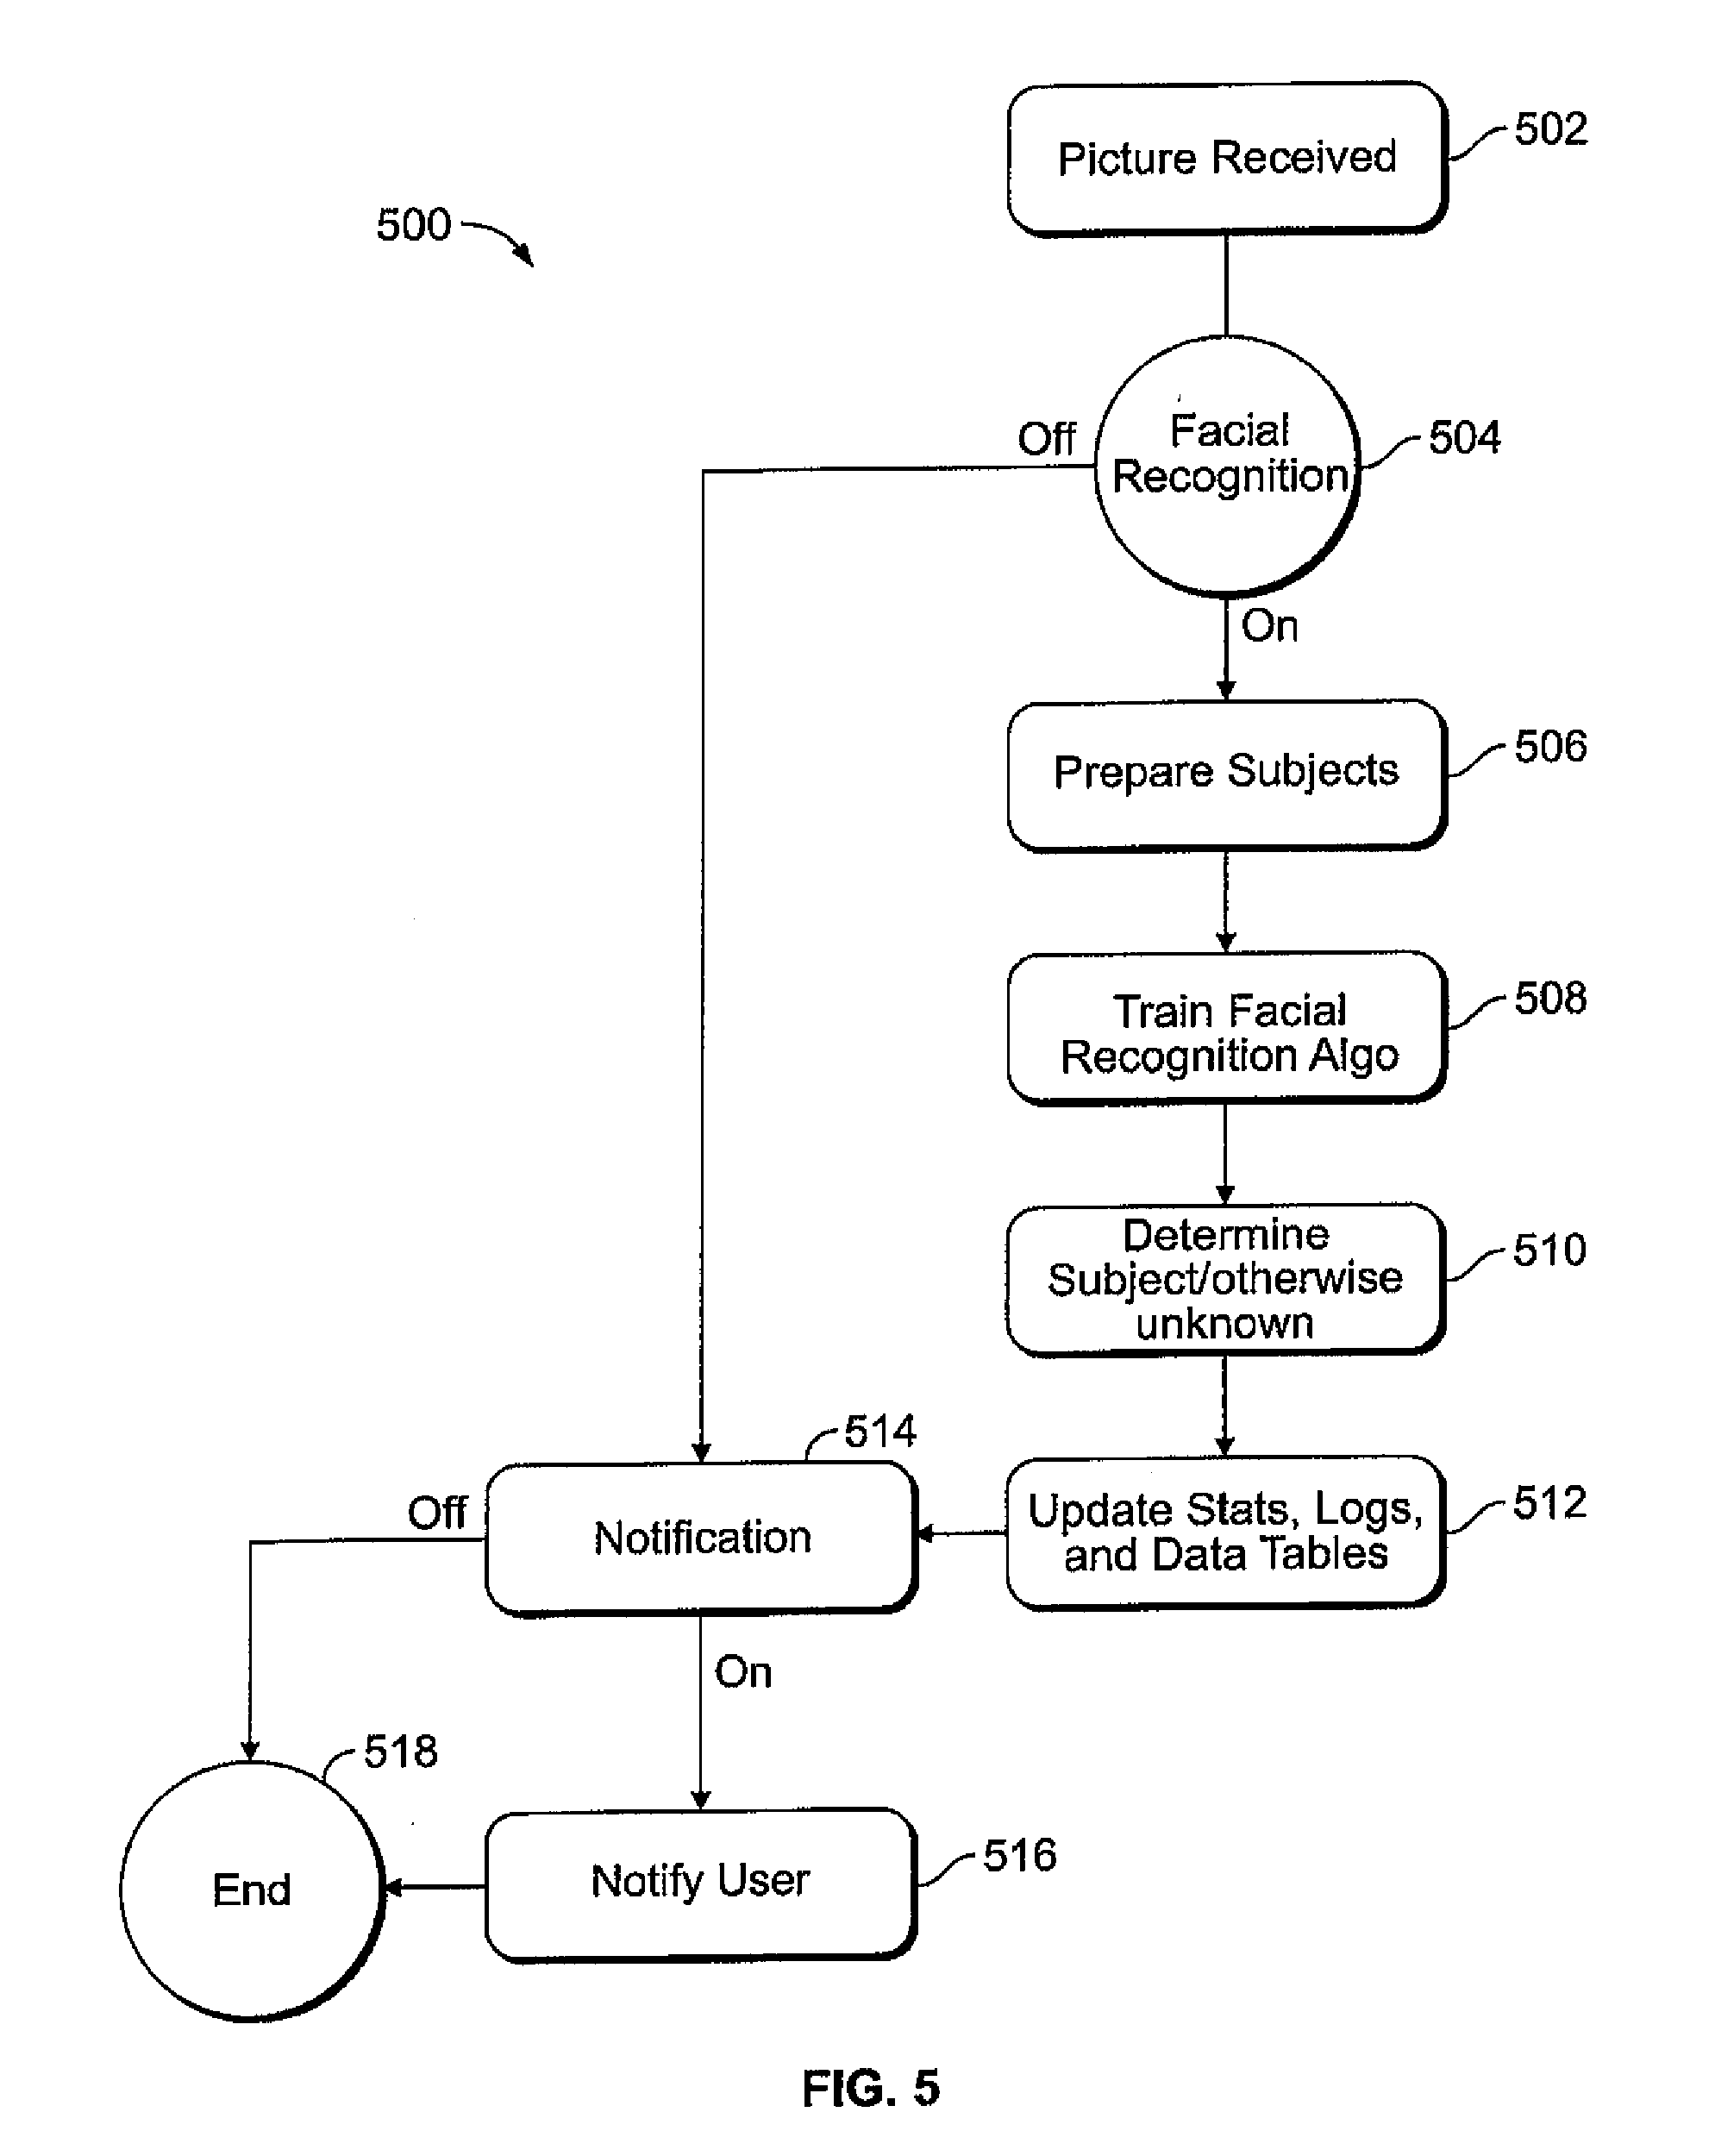 Picture Received
502
500
Off
Facial
Recognition
504
On
Prepare Subjects
506
Train Facial
Recognition Algo
508
Determine
Subject/otherwise
unknown
510
514
Off
Notification
Update Stats, Logs,
and Data Tables
512
On
518
End
Notify User
516
FIG. 5